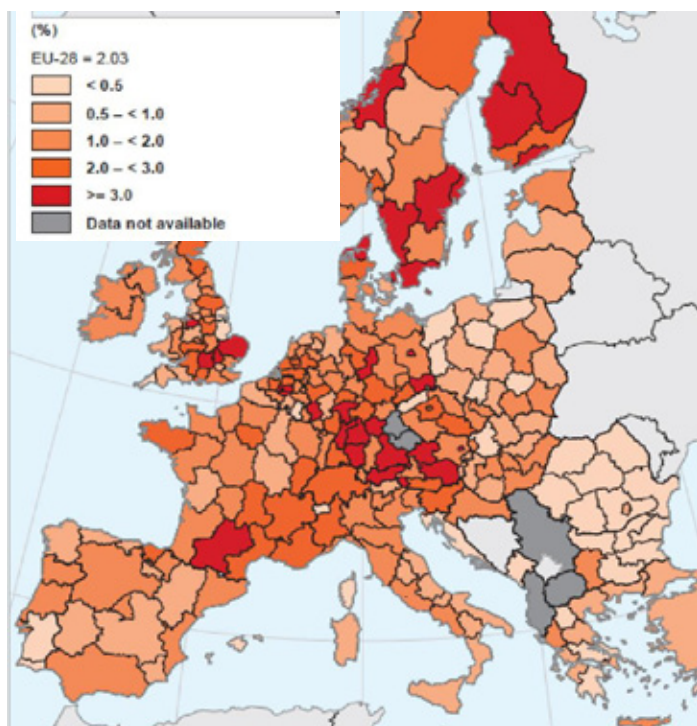 (%)
EU-28 = 2.03
< 0.5
0.5 – < 1.0
1.0 – < 2.0
2.0 – < 3.0
>= 3.0
Data not available